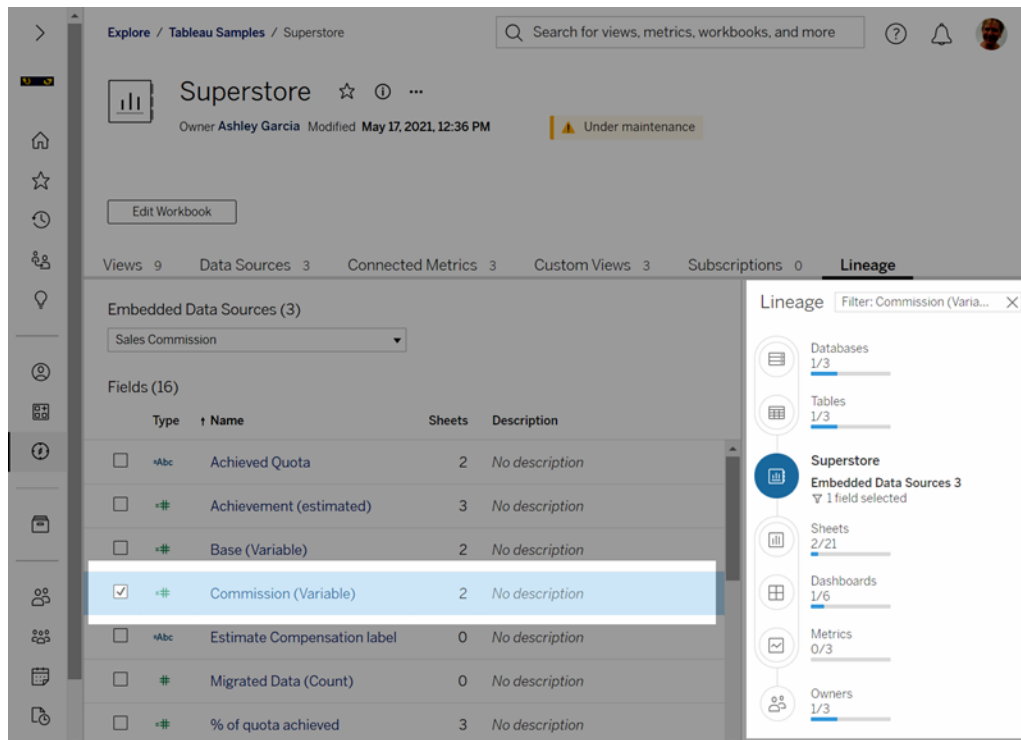 Explore / Tableau Samples / Superstore
Search for views, metrics, workbooks, and more
Superstore
Owner Ashley Garcia Modified May 17, 2021, 12:36 PM
Under maintenance
Edit Workbook
Views 9 Data Sources 3 Connected Metrics 3 Custom Views 3 Subscriptions 0 Lineage
Embedded Data Sources (3)
Sales Commission
Fields (16)
Type ↑ Name Sheets Description
=Abc Achieved Quota 2 No description
=# Achievement (estimated) 3 No description
=# Base (Variable) 2 No description
=# Commission (Variable) 2 No description
=Abc Estimate Compensation label 0 No description
# Migrated Data (Count) 0 No description
=# % of quota achieved 3 No description
Lineage Filter: Commission (Varia...
Databases
1/3
Tables
1/3
Superstore
Embedded Data Sources 3
1 field selected
Sheets
2/21
Dashboards
1/6
Metrics
0/3
Owners
1/3